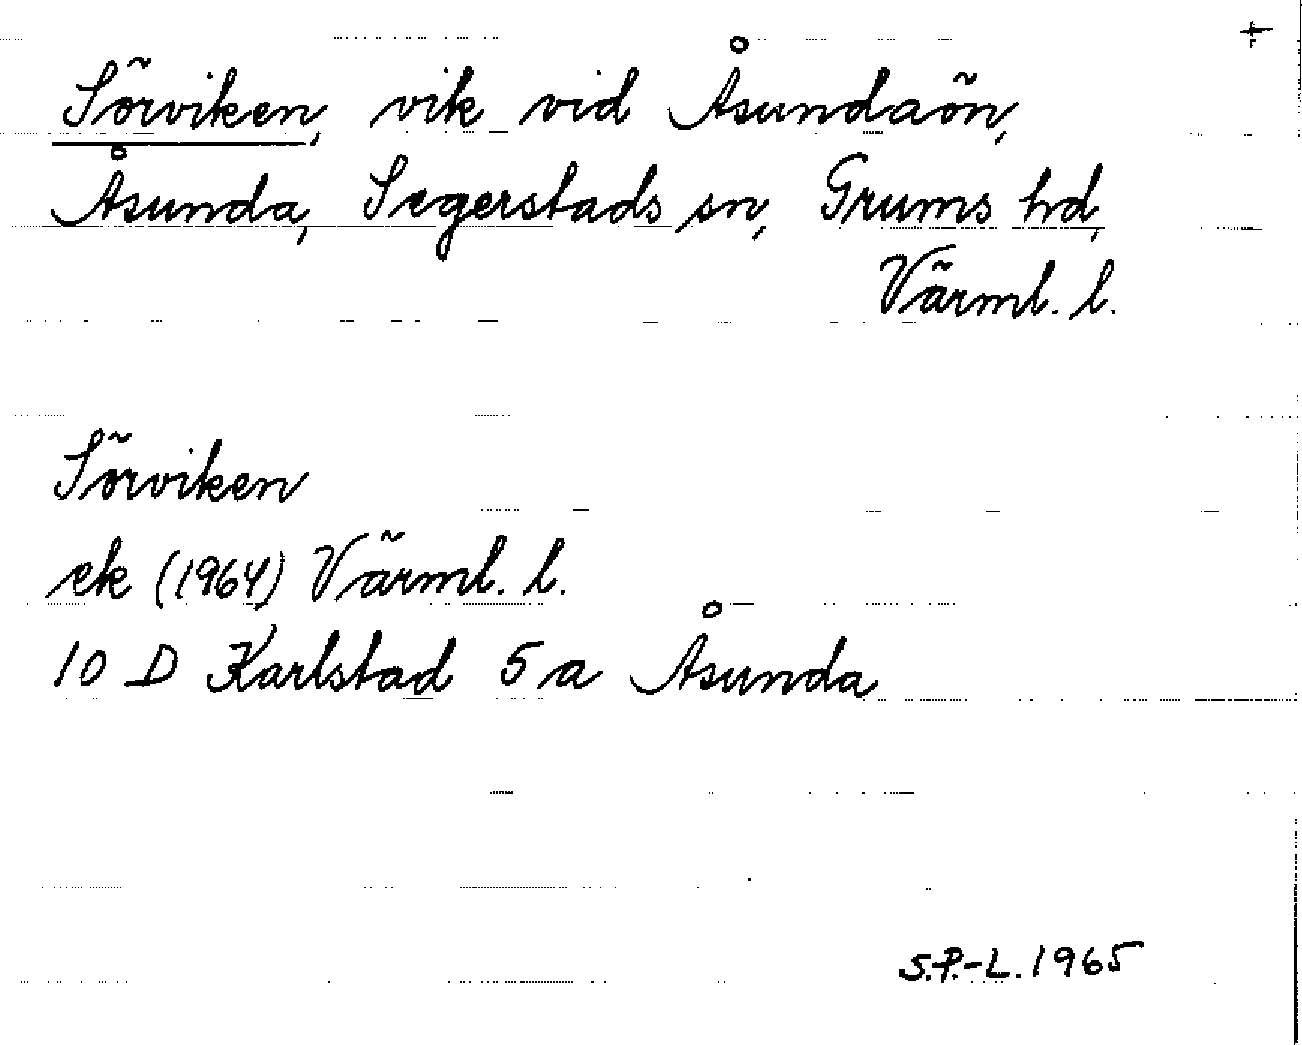 +
Sörviken, vik vid Åsundaön,
Åsunda, Segerstads sn, Grums hd,
Värml. l.
Sörviken
ek (1964) Värml. l.
10 D Karlstad 5 a Åsunda
S.P.-L. 1965